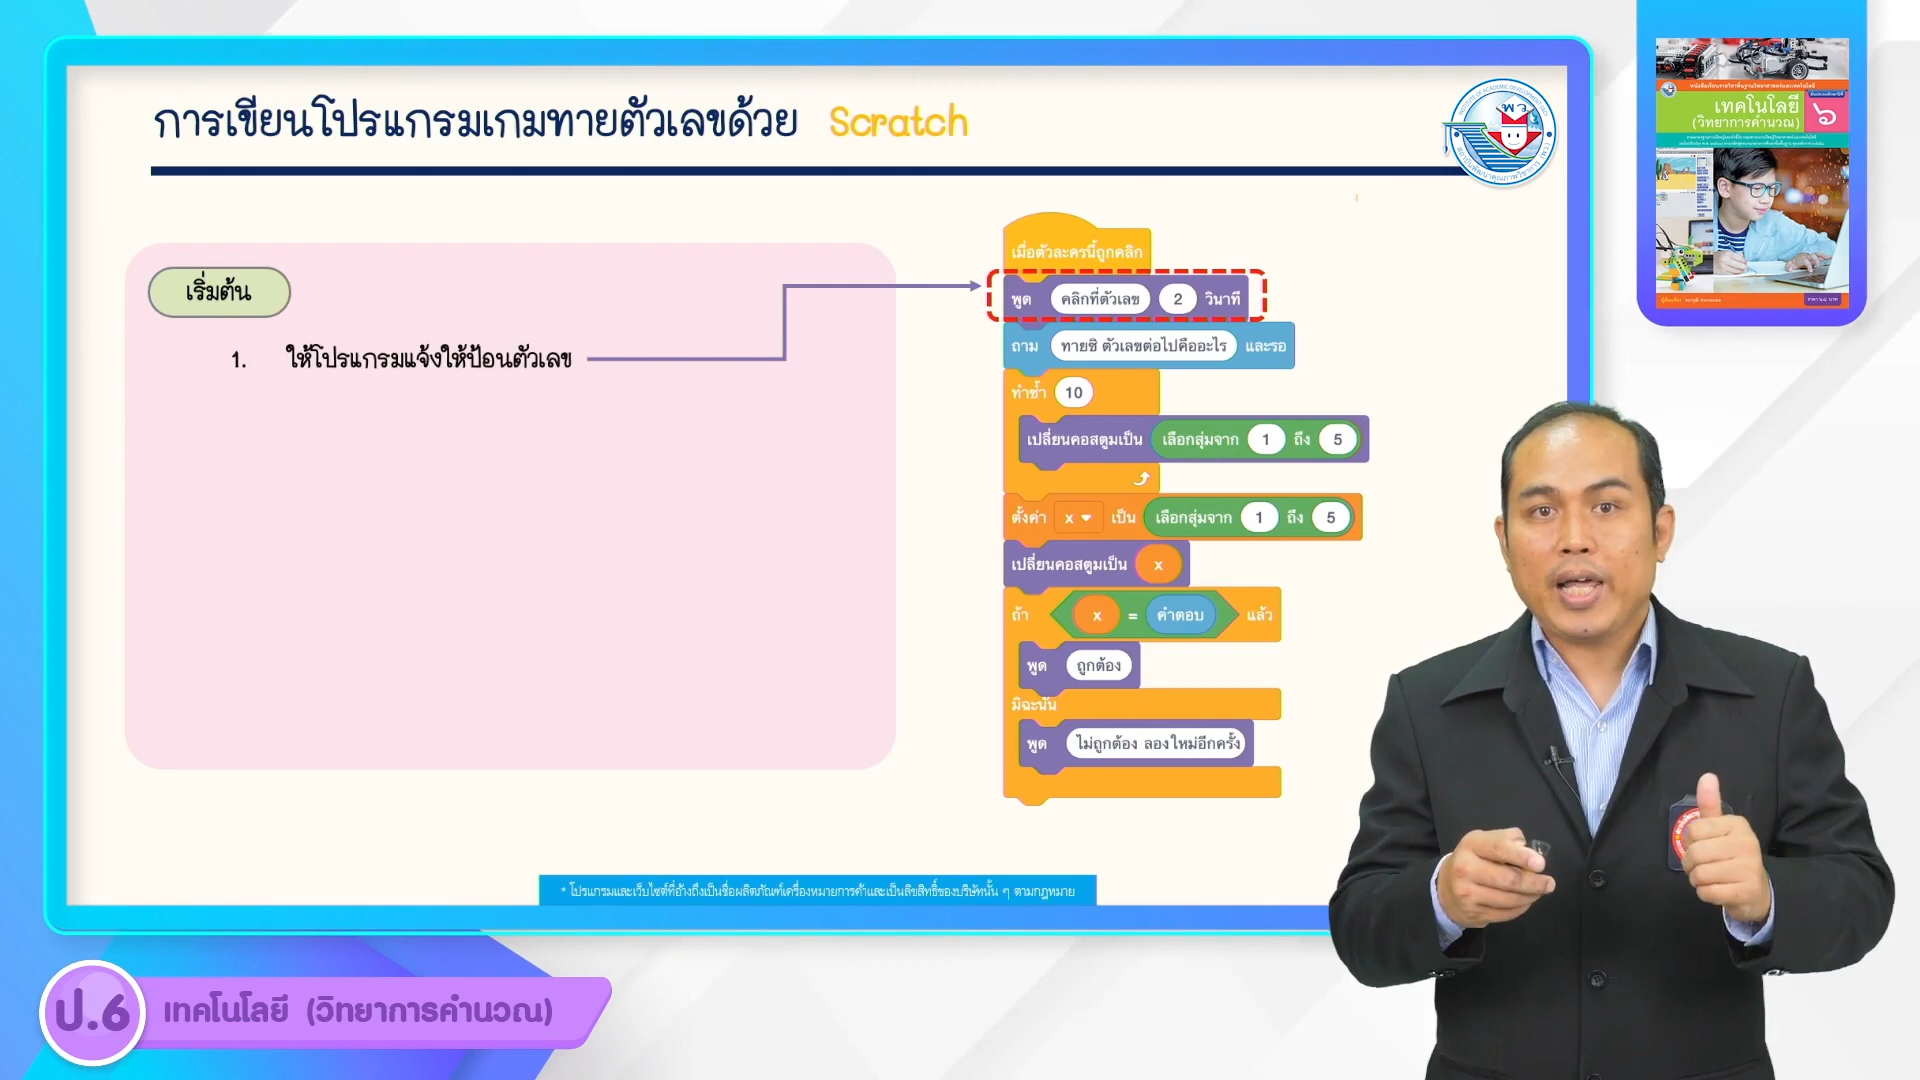 การเขียนโปรแกรมเกมทายตัวเลขด้วย Scratch
เริ่มต้น
1. ให้โปรแกรมแจ้งให้ป้อนตัวเลข
เมื่อตัวละครนี้ถูกคลิก
พูด คลิกที่ตัวเลข 2 วินาที
ถาม ทายซิ ตัวเลขต่อไปคืออะไร และรอ
ทำซ้ำ 10
เปลี่ยนคอสตูมเป็น เลือกสุ่มจาก 1 ถึง 5
ตั้งค่า x เป็น เลือกสุ่มจาก 1 ถึง 5
เปลี่ยนคอสตูมเป็น x
ถ้า x = คำตอบ แล้ว
พูด ถูกต้อง
มิฉะนั้น
พูด ไม่ถูกต้อง ลองใหม่อีกครั้ง
* โปรแกรมและเว็บไซต์ที่อ้างถึงเป็นชื่อผลิตภัณฑ์เครื่องหมายการค้าและเป็นลิขสิทธิ์ของบริษัทนั้น ๆ ตามกฎหมาย
ป.6 เทคโนโลยี (วิทยาการคำนวณ)
พว
เทคโนโลยี
(วิทยาการคำนวณ)
๖